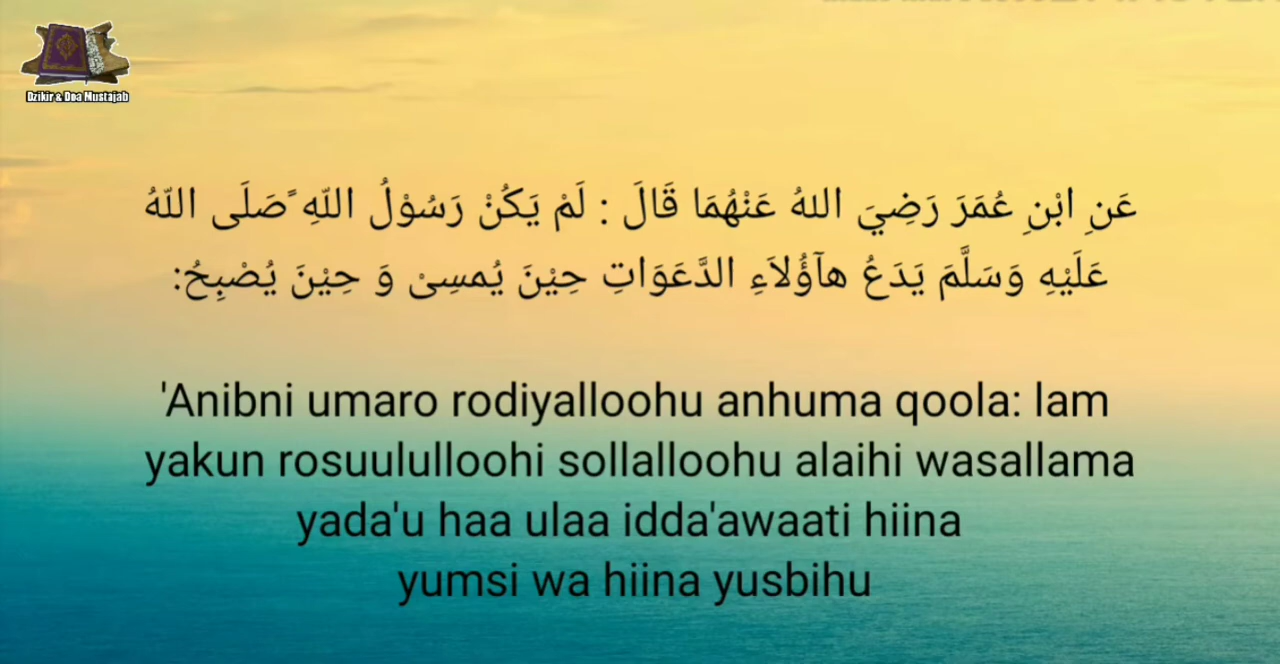 Dzikir & Doa Mustajab
عَنِ ابْنِ عُمَرَ رَضِيَ اللهُ عَنْهُمَا قَالَ : لَمْ يَكُنْ رَسُوْلُ اللّهِ ًصَلَى اللّهُ
عَلَيْهِ وَسَلَّمَ يَدَعُ هآؤُلاَءِ الدَّعَوَاتِ حِيْنَ يُمسِىْ وَ حِيْنَ يُصْبِحُ:
'Anibni umaro rodiyalloohu anhuma qoola: lam
yakun rosuululloohi sollalloohu alaihi wasallama
yada'u haa ulaa idda'awaati hiina
yumsi wa hiina yusbihu